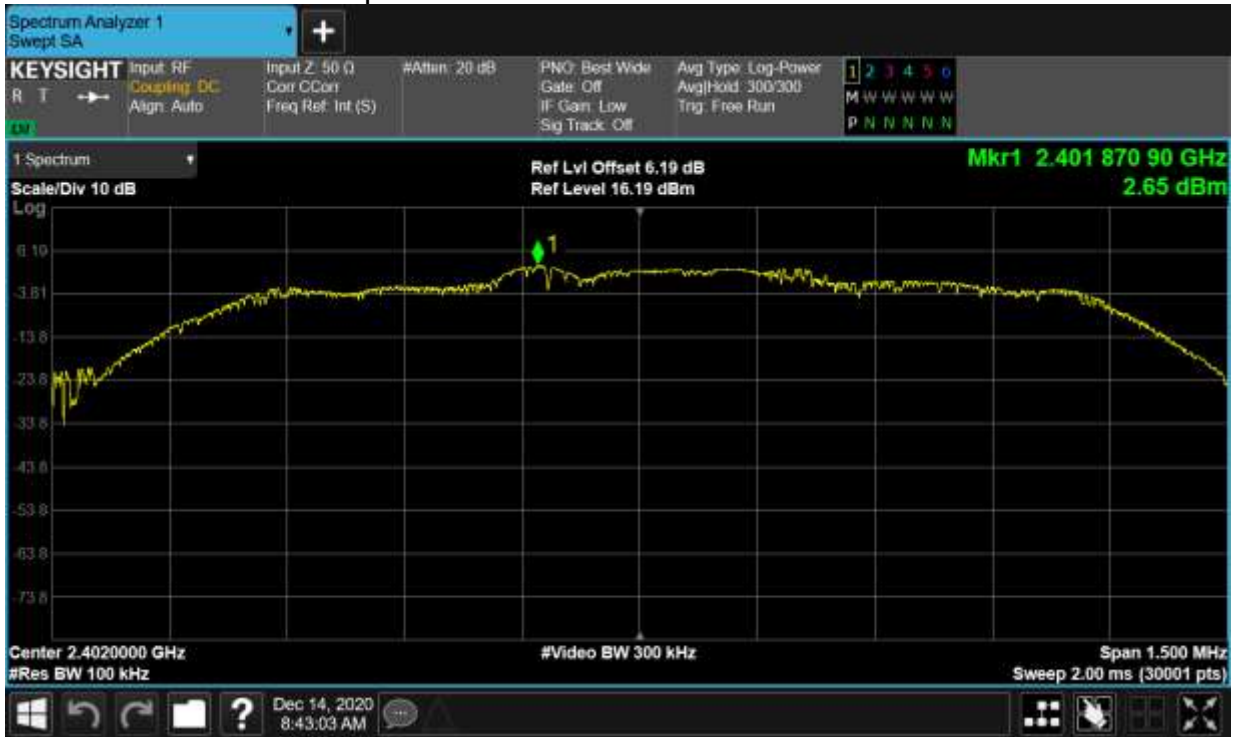 Spectrum Analyzer 1
Swept SA
+
KEYSIGHT
R T
Input: RF
Coupling: DC
Align: Auto
Input Z: 50 Ω
Corr CCorr
Freq Ref: Int (S)
#Atten: 20 dB
PNO: Best Wide
Gate: Off
IF Gain: Low
Sig Track: Off
Avg Type: Log-Power
Avg|Hold: 300/300
Trig: Free Run
1 2 3 4 5 6
M W W W W W
P N N N N N
1 Spectrum
Scale/Div 10 dB
Log
Ref Lvl Offset 6.19 dB
Ref Level 16.19 dBm
Mkr1 2.401 870 90 GHz
2.65 dBm
1
6.19
-3.81
-13.8
-23.8
-33.8
-43.8
-53.8
-63.8
-73.8
Center 2.4020000 GHz
#Video BW 300 kHz
Span 1.500 MHz
#Res BW 100 kHz
Sweep 2.00 ms (30001 pts)
?
Dec 14, 2020
8:43:03 AM